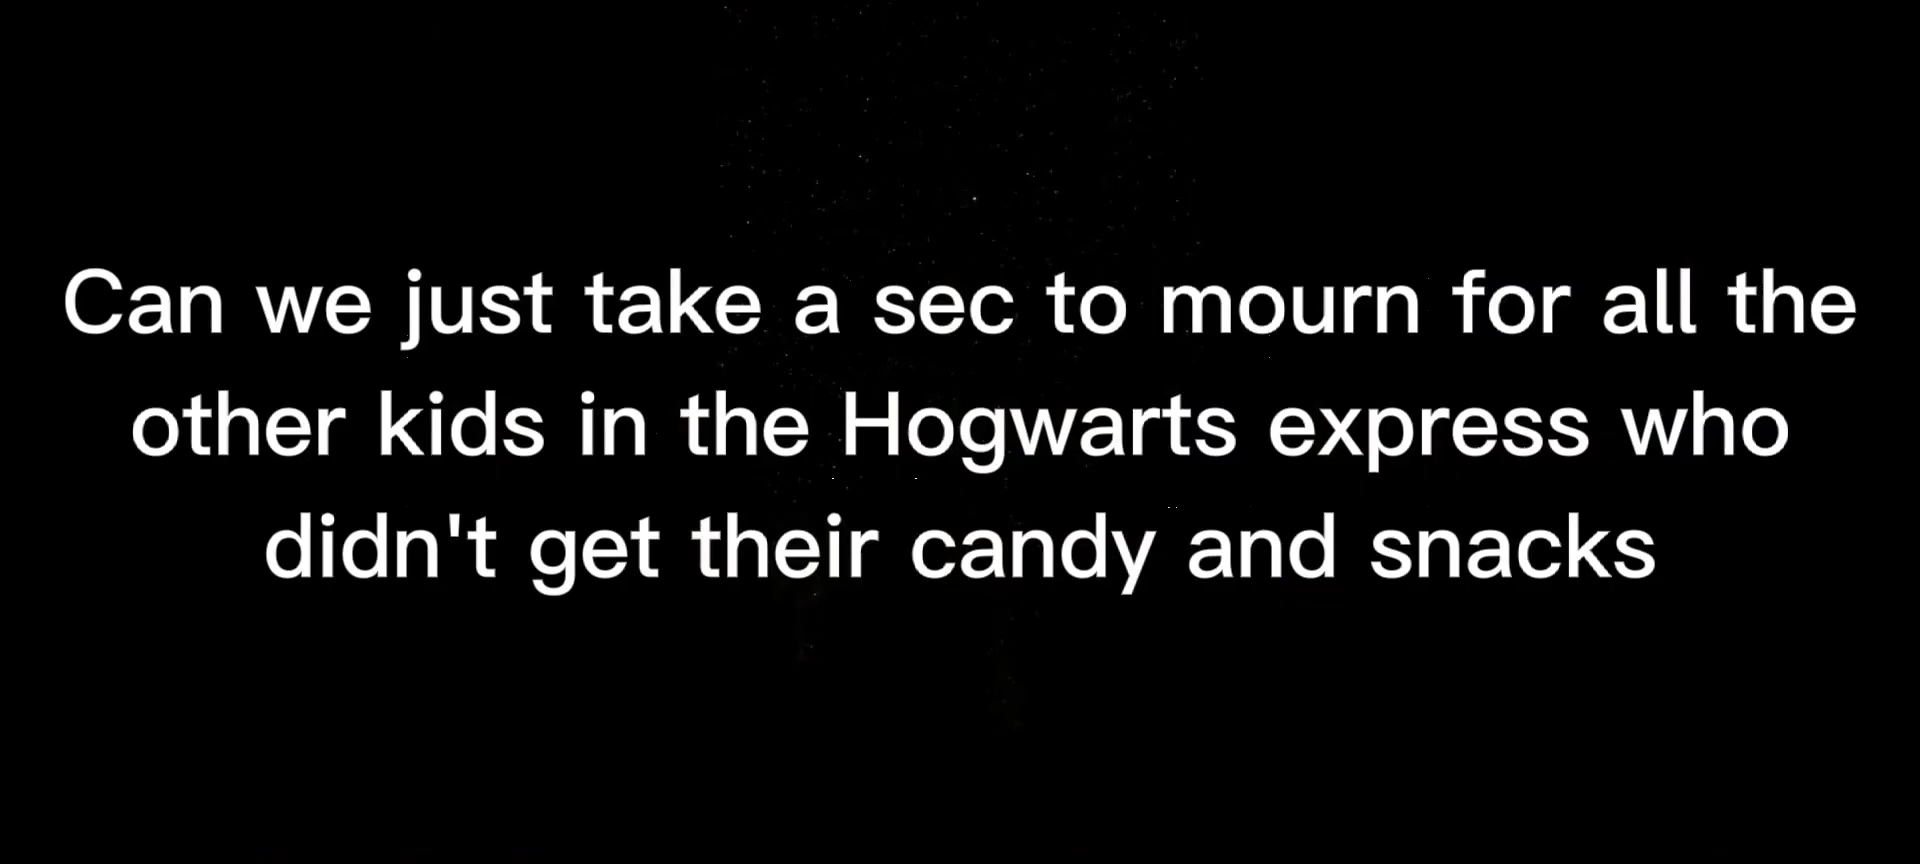 Can we just take a sec to mourn for all the
other kids in the Hogwarts express who
didn't get their candy and snacks